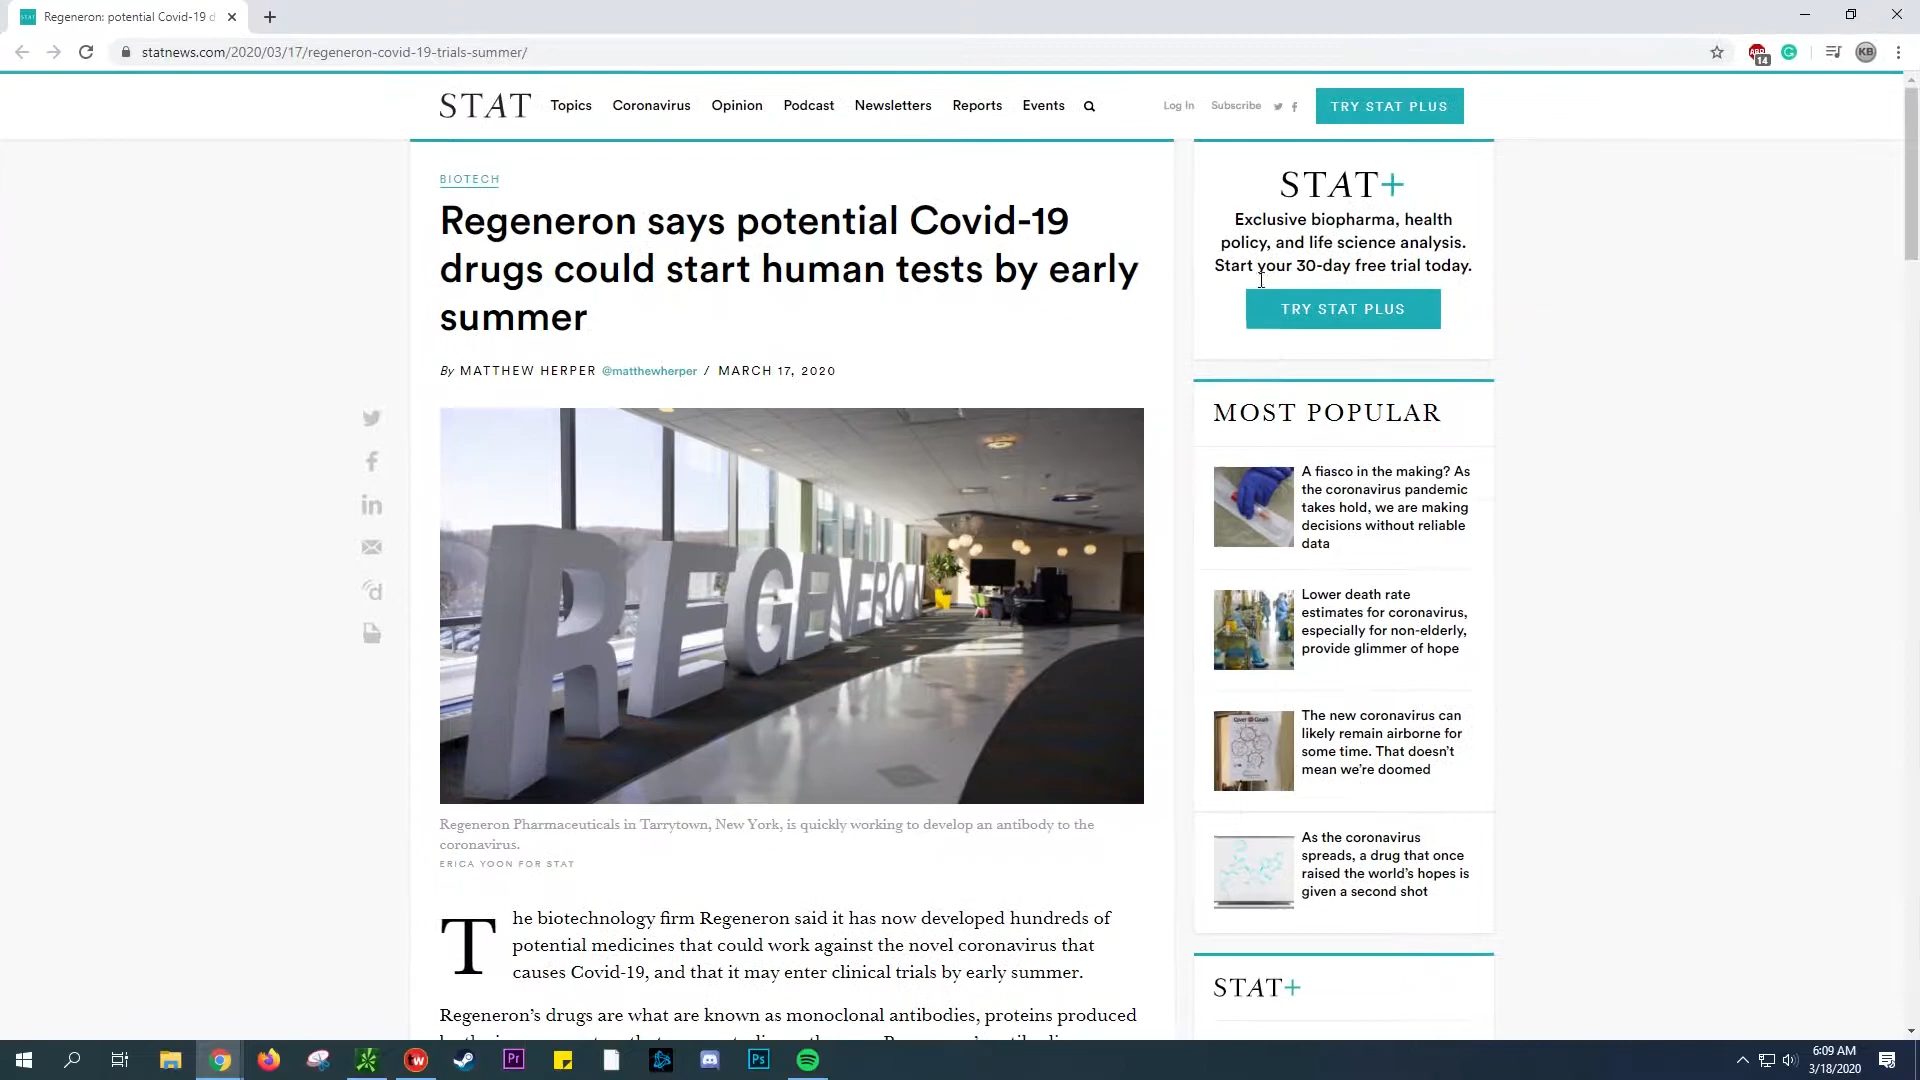 Regeneron: potential Covid-19 d
statnews.com/2020/03/17/regeneron-covid-19-trials-summer/
14
KB
STAT Topics Coronavirus Opinion Podcast Newsletters Reports Events Log In Subscribe TRY STAT PLUS
BIOTECH
Regeneron says potential Covid-19
drugs could start human tests by early
summer
By MATTHEW HERPER @matthewherper / MARCH 17, 2020
REGENERON
Regeneron Pharmaceuticals in Tarrytown, New York, is quickly working to develop an antibody to the
coronavirus.
ERICA YOON FOR STAT
The biotechnology firm Regeneron said it has now developed hundreds of
potential medicines that could work against the novel coronavirus that
causes Covid-19, and that it may enter clinical trials by early summer.
Regeneron's drugs are what are known as monoclonal antibodies, proteins produced
STAT+
Exclusive biopharma, health
policy, and life science analysis.
Start your 30-day free trial today.
TRY STAT PLUS
MOST POPULAR
A fiasco in the making? As
the coronavirus pandemic
takes hold, we are making
decisions without reliable
data
Lower death rate
estimates for coronavirus,
especially for non-elderly,
provide glimmer of hope
The new coronavirus can
likely remain airborne for
some time. That doesn't
mean we're doomed
As the coronavirus
spreads, a drug that once
raised the world's hopes is
given a second shot
STAT+
tw
Pr
Ps
6:09 AM
3/18/2020